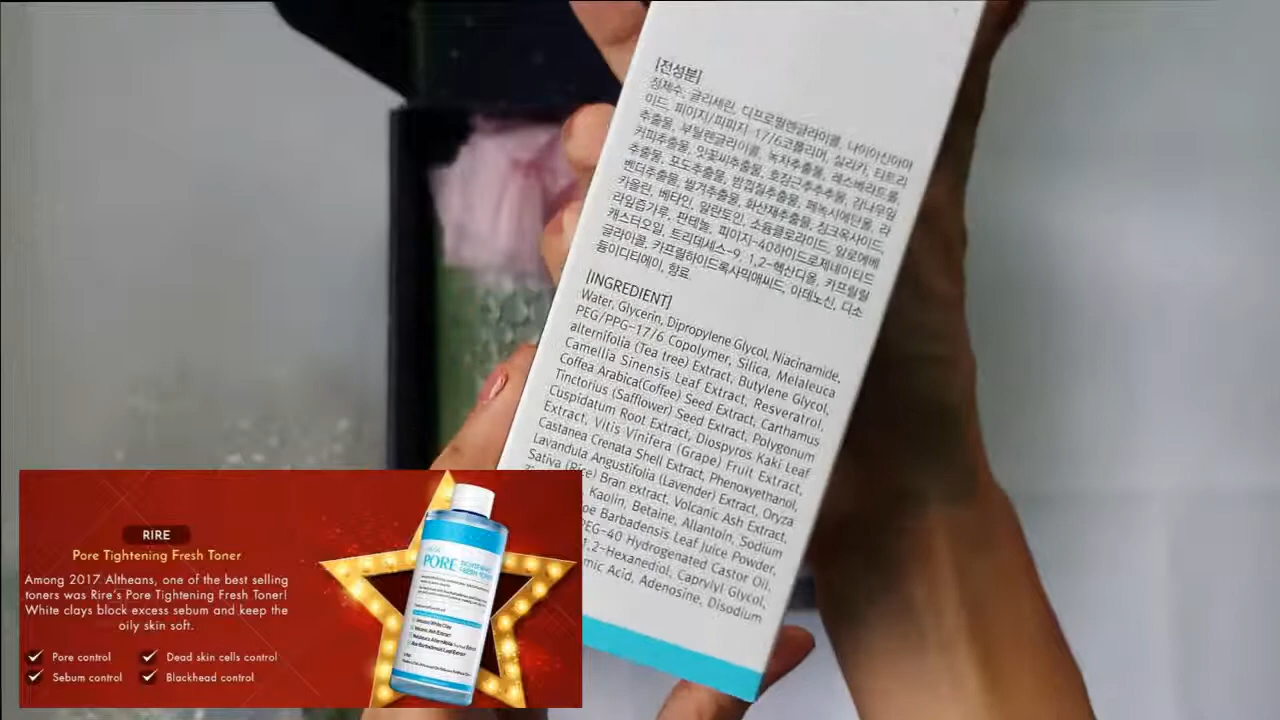 [전성분]
정제수, 글리세린, 디프로필렌글라이콜, 나이아신아마
이드, 피이지/피피지-17/6코폴리머, 실리카, 티트리
추출물, 부틸렌글라이콜, 녹차추출물, 레스베라트롤,
커피추출물, 잇꽃씨추출물, 호장근추출물, 감나무잎
추출물, 포도추출물, 밤껍질추출물, 페녹시에탄올, 라
벤더추출물, 쌀겨추출물, 화산재추출물, 징크옥사이드,
카올린, 베타인, 알란토인, 소듐클로라이드, 알로에베
라잎즙가루, 판테놀, 피이지-40하이드로제네이티드
캐스터오일, 트리데세스-9, 1,2-헥산디올, 카프릴릴
글라이콜, 카프릴하이드록사믹애씨드, 아데노신, 디소
듐이디티에이, 향료
[INGREDIENT]
Water, Glycerin, Dipropylene Glycol, Niacinamide,
PEG/PPG-17/6 Copolymer, Silica, Melaleuca
alternifolia (Tea tree) Extract, Butylene Glycol,
Camellia Sinensis Leaf Extract, Resveratrol,
Coffea Arabica(Coffee) Seed Extract, Carthamus
Tinctorius (Safflower) Seed Extract, Polygonum
Cuspidatum Root Extract, Diospyros Kaki Leaf
Extract, Vitis Vinifera (Grape) Fruit Extract,
Castanea Crenata Shell Extract, Phenoxyethanol,
Lavandula Angustifolia (Lavender) Extract, Oryza
Sativa (Rice) Bran extract, Volcanic Ash Extract,
Kaolin, Betaine, Allantoin, Sodium
Barbadensis Leaf Juice Powder,
PEG-40 Hydrogenated Castor Oil,
1,2-Hexanediol, Caprylyl Glycol,
Acid, Adenosine, Disodium
RIRE
Pore Tightening Fresh Toner
Among 2017 Altheans, one of the best selling
toners was Rire's Pore Tightening Fresh Toner!
White clays block excess sebum and keep the
oily skin soft.
Pore control
Dead skin cells control
Sebum control
Blackhead control
PORE
TIGHTENING
FRESH TONER